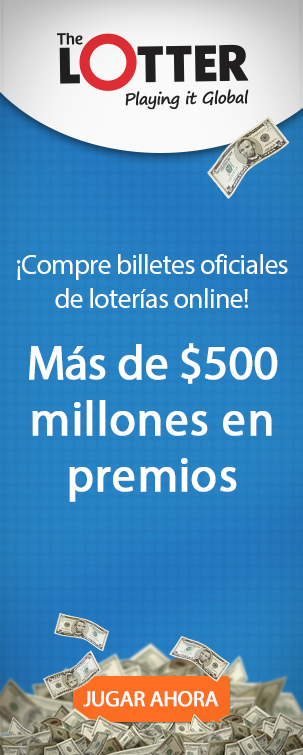 The
LOTTER
Playing it Global
¡Compre billetes oficiales
de loterías online!
Más de $500
millones en
premios
JUGAR AHORA